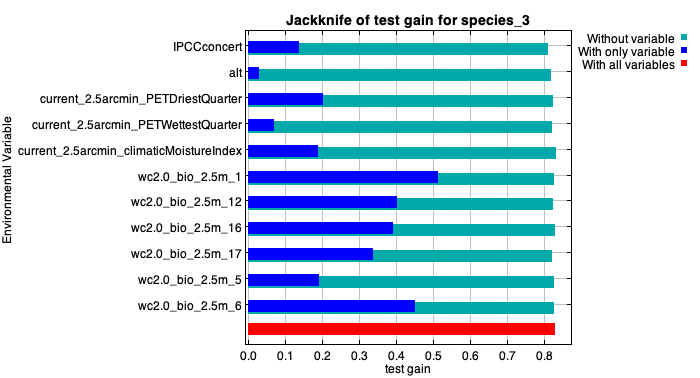 Jackknife of test gain for species_3
Without variable
With only variable
With all variables
Environmental Variable
IPCCconcert
alt
current_2.5arcmin_PETDriestQuarter
current_2.5arcmin_PETWettestQuarter
current_2.5arcmin_climaticMoistureIndex
wc2.0_bio_2.5m_1
wc2.0_bio_2.5m_12
wc2.0_bio_2.5m_16
wc2.0_bio_2.5m_17
wc2.0_bio_2.5m_5
wc2.0_bio_2.5m_6
0.0 0.1 0.2 0.3 0.4 0.5 0.6 0.7 0.8
test gain